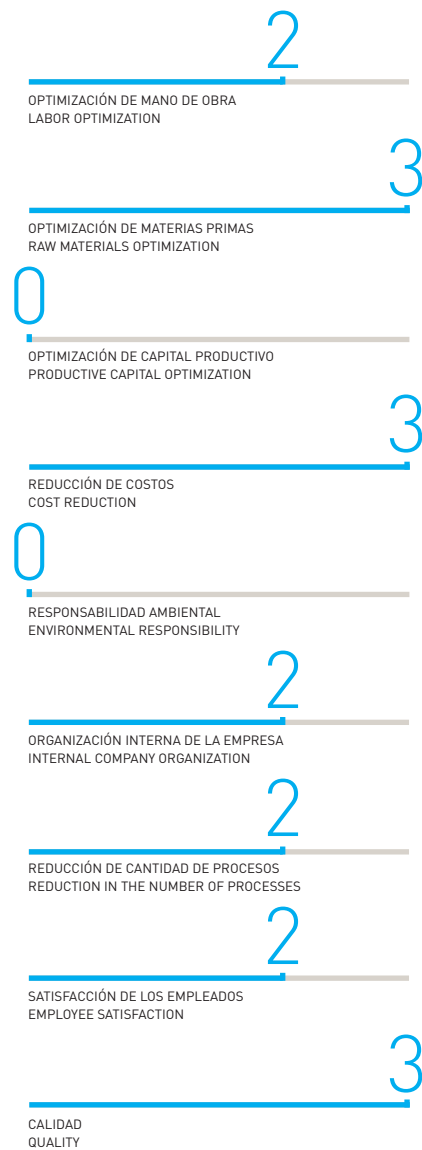 2
OPTIMIZACIÓN DE MANO DE OBRA
LABOR OPTIMIZATION
3
OPTIMIZACIÓN DE MATERIAS PRIMAS
RAW MATERIALS OPTIMIZATION
0
OPTIMIZACIÓN DE CAPITAL PRODUCTIVO
PRODUCTIVE CAPITAL OPTIMIZATION
3
REDUCCIÓN DE COSTOS
COST REDUCTION
0
RESPONSABILIDAD AMBIENTAL
ENVIRONMENTAL RESPONSIBILITY
2
ORGANIZACIÓN INTERNA DE LA EMPRESA
INTERNAL COMPANY ORGANIZATION
2
REDUCCIÓN DE CANTIDAD DE PROCESOS
REDUCTION IN THE NUMBER OF PROCESSES
2
SATISFACCIÓN DE LOS EMPLEADOS
EMPLOYEE SATISFACTION
3
CALIDAD
QUALITY